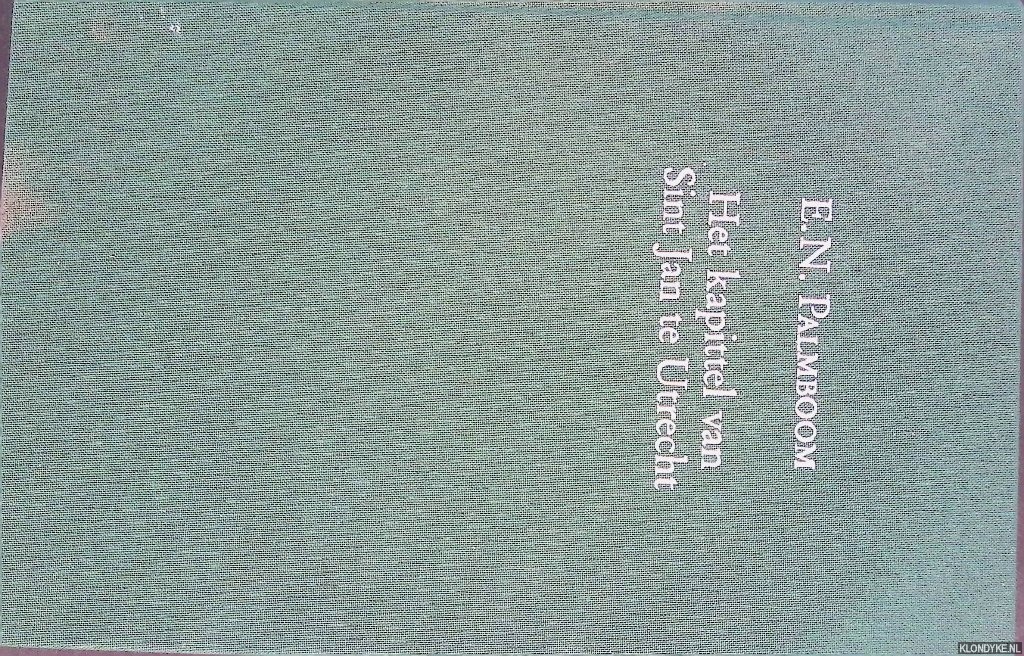 E.N. PALMBOOM
Het kapittel van
Sint Jan te Utrecht
KLONDYKE.NL